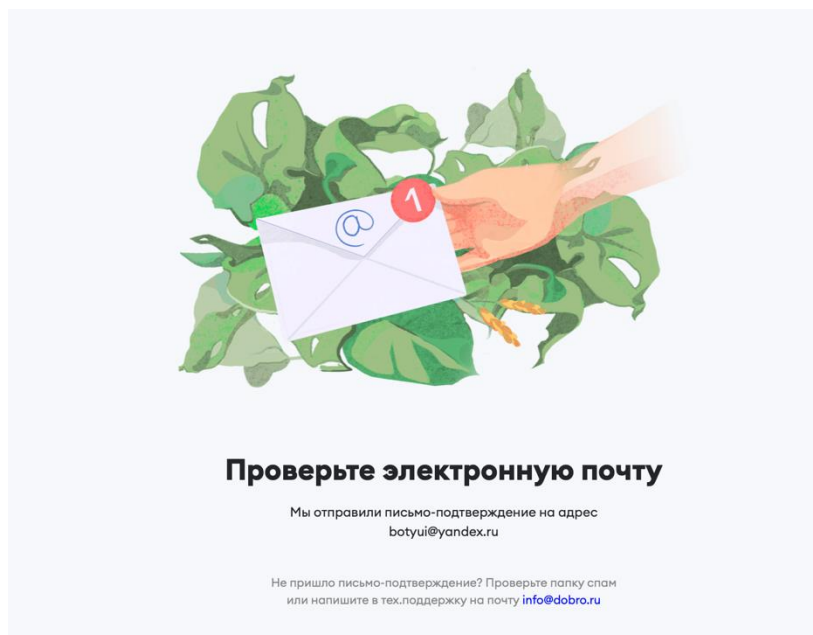 @
1
Проверьте электронную почту
Мы отправили письмо-подтверждение на адрес
botyui@yandex.ru
Не пришло письмо-подтверждение? Проверьте папку спам
или напишите в тех.поддержку на почту info@dobro.ru